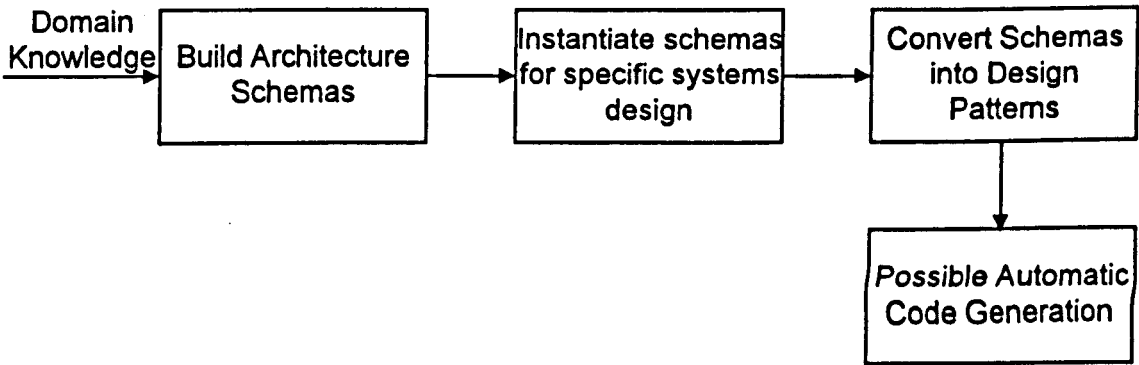 Domain
Knowledge
Build Architecture
Schemas
Instantiate schemas
for specific systems
design
Convert Schemas
into Design
Patterns
Possible Automatic
Code Generation